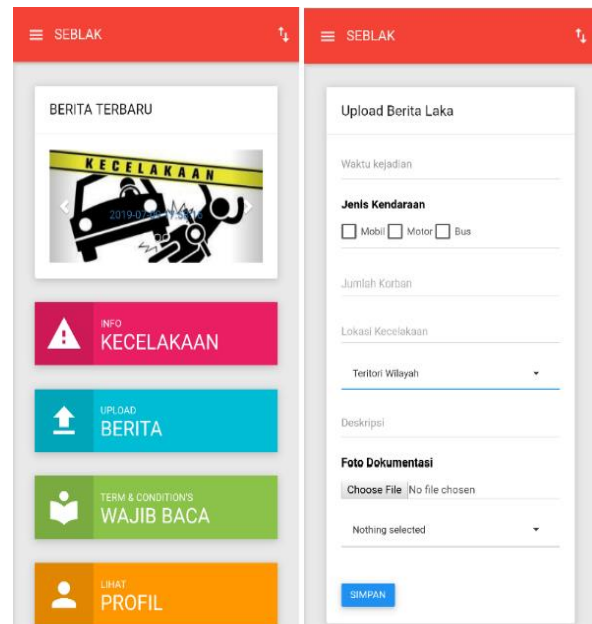 SEBLAK
BERITA TERBARU
KECELAKAAN
INFO
KECELAKAAN
UPLOAD
BERITA
TERM & CONDITION'S
WAJIB BACA
LIHAT
PROFIL
SEBLAK
Upload Berita Laka
Waktu kejadian
Jenis Kendaraan
Mobil Motor Bus
Jumlah Korban
Lokasi Kecelakaan
Teritori Wilayah
Deskripsi
Foto Dokumentasi
Choose File No file chosen
Nothing selected
SIMPAN